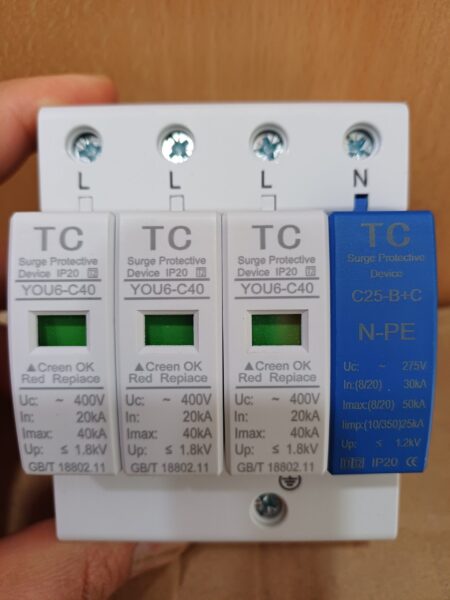 L L L N
TC
Surge Protective
Device IP20
YOU6-C40
▲Creen OK
Red Replace
Uc: ~ 400V
In: 20kA
Imax: 40kA
Up: ≤ 1.8kV
GB/T 18802.11
TC
Surge Protective
Device IP20
YOU6-C40
▲Creen OK
Red Replace
Uc: ~ 400V
In: 20kA
Imax: 40kA
Up: ≤ 1.8kV
GB/T 18802.11
TC
Surge Protective
Device IP20
YOU6-C40
▲Creen OK
Red Replace
Uc: ~ 400V
In: 20kA
Imax: 40kA
Up: ≤ 1.8kV
GB/T 18802.11
TC
Surge Protective
Device
C25-B+C
N-PE
Uc: ~ 275V
In:(8/20) 30kA
Imax:(8/20) 50kA
Iimp:(10/350)25kA
Up: ≤ 1.2kV
IP20 CE